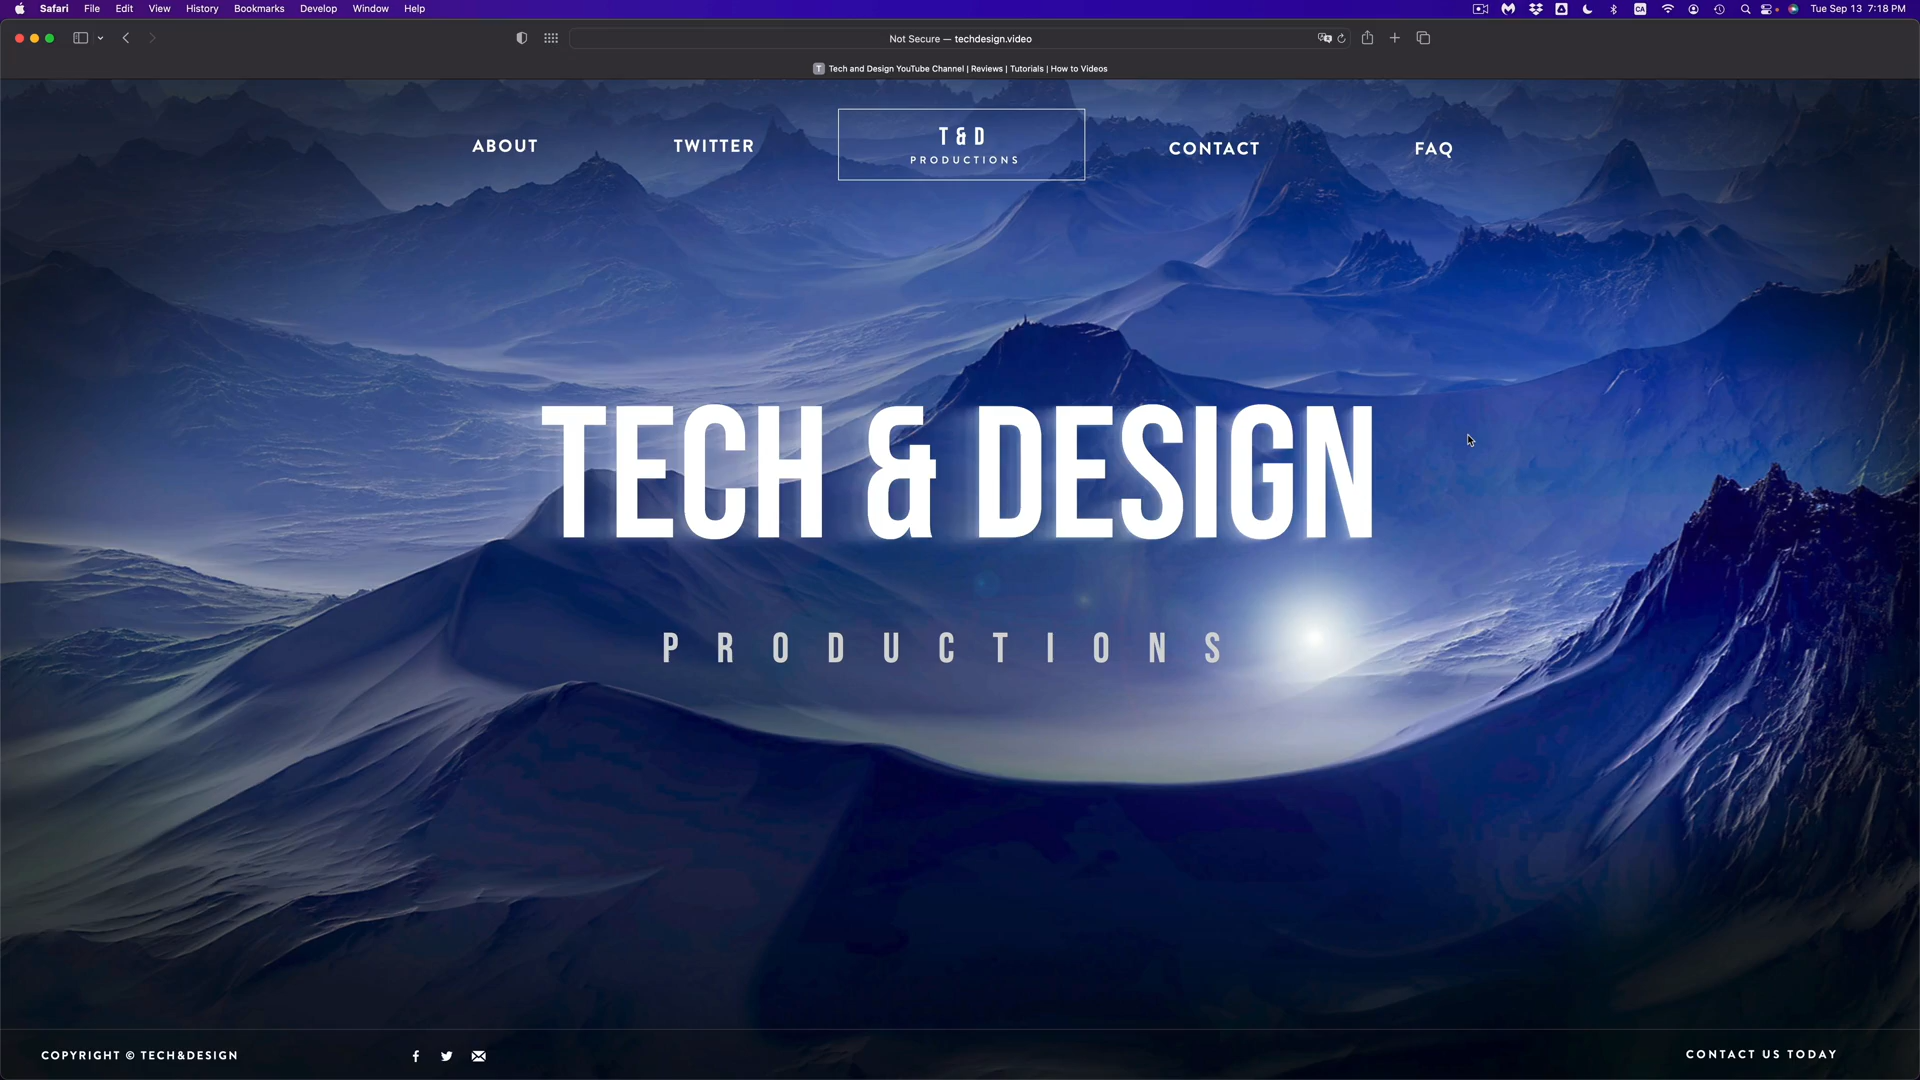 Safari File Edit View History Bookmarks Develop Window Help
CA
Tue Sep 13 7:18 PM
Not Secure — techdesign.video
T Tech and Design YouTube Channel | Reviews | Tutorials | How to Videos
ABOUT
TWITTER
T & D
PRODUCTIONS
CONTACT
FAQ
TECH & DESIGN
PRODUCTIONS
COPYRIGHT © TECH&DESIGN
CONTACT US TODAY